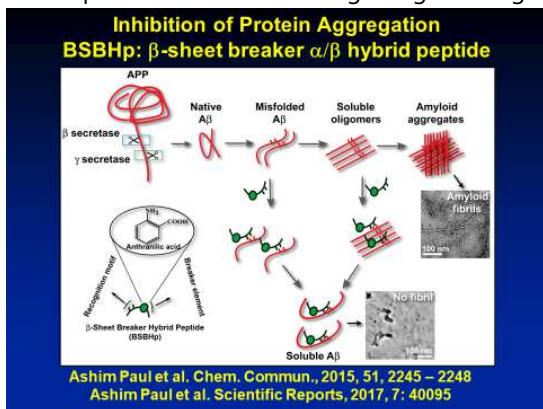 Inhibition of Protein Aggregation
BSBHp: β-sheet breaker α/β hybrid peptide
APP
Native
Aβ
Misfolded
Aβ
Soluble
oligomers
Amyloid
aggregates
β secretase
γ secretase
Amyloid
fibrils
100 nm
NH₂
COOH
Anthranilic acid
Recognition motif
Breaker element
β-Sheet Breaker Hybrid Peptide
(BSBHp)
No fibril
100 nm
Soluble Aβ
Ashim Paul et al. Chem. Commun., 2015, 51, 2245 – 2248
Ashim Paul et al. Scientific Reports, 2017, 7: 40095